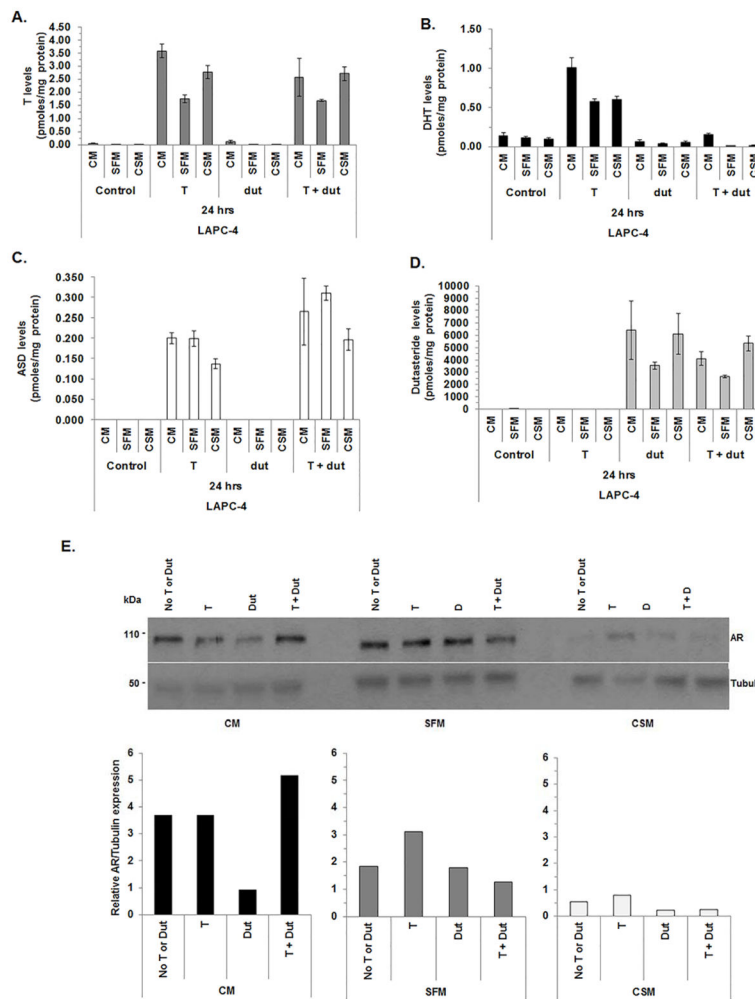 A.
T levels
(pmoles/mg protein)
4.50
4.00
3.50
3.00
2.50
2.00
1.50
1.00
0.50
0.00
CM SFM CSM CM SFM CSM CM SFM CSM CM SFM CSM
Control T dut T + dut
24 hrs
LAPC-4
B.
DHT levels
(pmoles/mg protein)
1.50
1.00
0.50
0.00
CM SFM CSM CM SFM CSM CM SFM CSM CM SFM CSM
Control T dut T + dut
24 hrs
LAPC-4
C.
ASD levels
(pmoles/mg protein)
0.350
0.300
0.250
0.200
0.150
0.100
0.050
0.000
CM SFM CSM CM SFM CSM CM SFM CSM CM SFM CSM
Control T dut T + dut
24 hrs
LAPC-4
D.
Dutasteride levels
(pmoles/mg protein)
10000
9000
8000
7000
6000
5000
4000
3000
2000
1000
0
CM SFM CSM CM SFM CSM CM SFM CSM CM SFM CSM
Control T dut T + dut
24 hrs
LAPC-4
E.
kDa
No T or Dut T Dut T + Dut No T or Dut T D T + Dut No T or Dut T D T + D
110 - AR
50 - Tubul
CM SFM CSM
Relative AR/Tubulin expression
6
5
4
3
2
1
0
No T or Dut T Dut T + Dut
CM
6
5
4
3
2
1
0
No T or Dut T Dut T + Dut
SFM
6
5
4
3
2
1
0
No T or Dut T Dut T + Dut
CSM